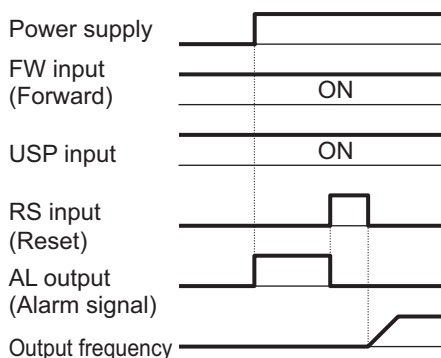 Power supply
FW input
(Forward)
ON
USP input
ON
RS input
(Reset)
AL output
(Alarm signal)
Output frequency